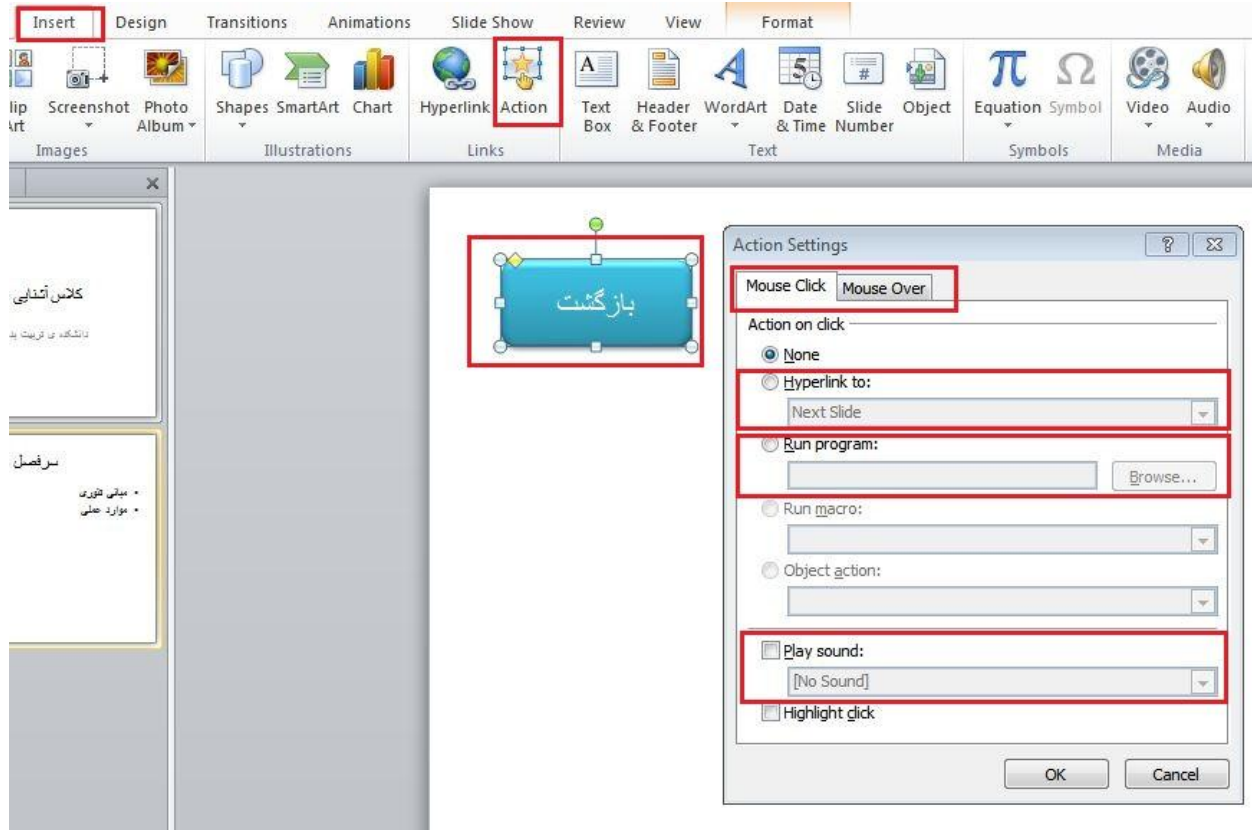 Insert Design Transitions Animations Slide Show Review View Format
Screenshot Photo Album Shapes SmartArt Chart Hyperlink Action Text Box Header & Footer WordArt Date & Time Slide Number Object Equation Symbol Video Audio
Images Illustrations Links Text Symbols Media
کلاس آشنایی
دانشکده ی تربیت بد
سرفصل
• مبانی تئوری
• موارد عملی
بازگشت
Action Settings
Mouse Click Mouse Over
Action on click
None
Hyperlink to:
Next Slide
Run program:
Browse...
Run macro:
Object action:
Play sound:
[No Sound]
Highlight click
OK Cancel